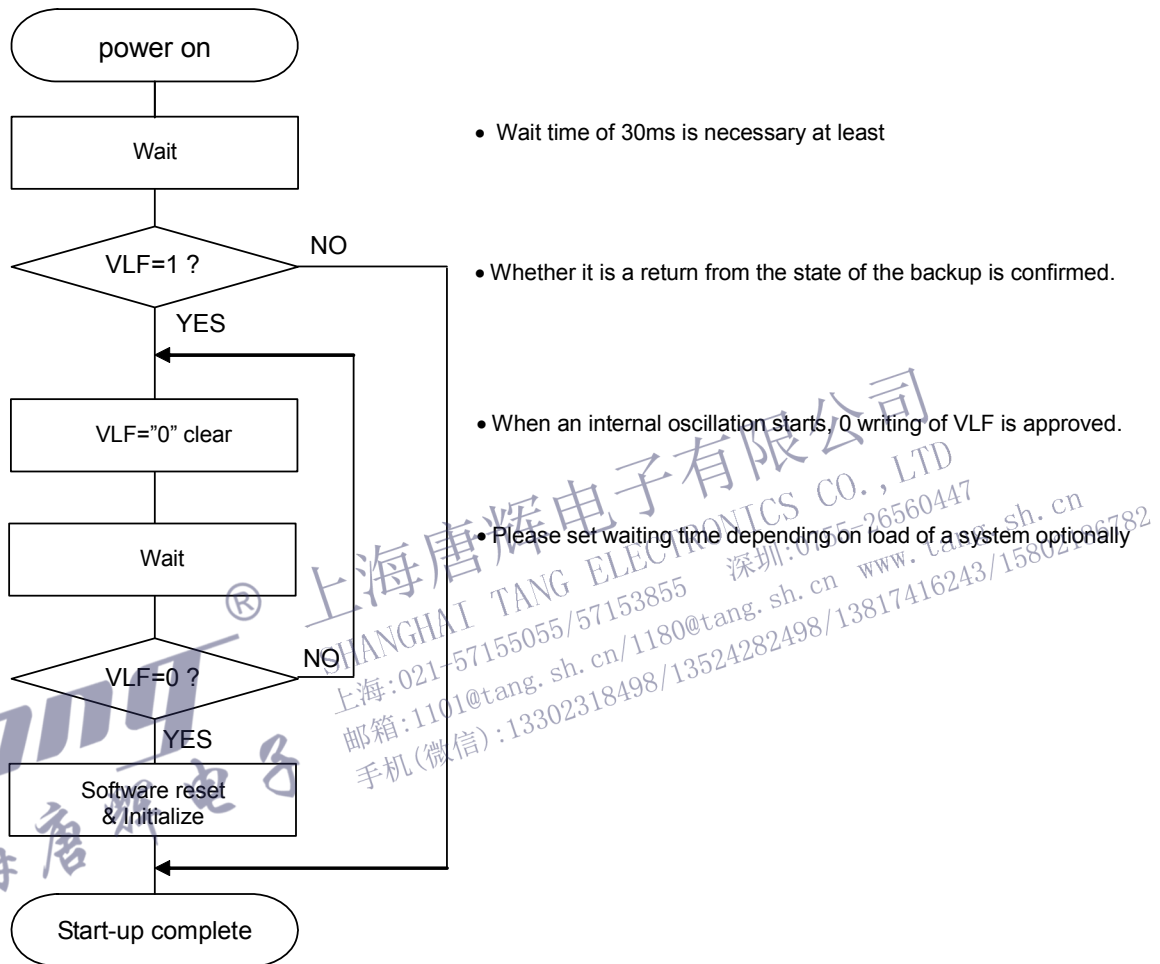 power on
Wait
• Wait time of 30ms is necessary at least
VLF=1 ?
NO
• Whether it is a return from the state of the backup is confirmed.
YES
VLF="0" clear
• When an internal oscillation starts, 0 writing of VLF is approved.
Wait
• Please set waiting time depending on load of a system optionally
VLF=0 ?
NO
YES
Software reset
& Initialize
Start-up complete
®
上海唐辉电子有限公司
SHANGHAI TANG ELECTRONICS CO., LTD
上海:021-57155055/57153855 深圳:0755-26560447
邮箱:1101@tang.sh.cn/1180@tang.sh.cn www.tang.sh.cn
手机(微信):13302318498/13524282498/13817416243/15802186782
唐辉电子